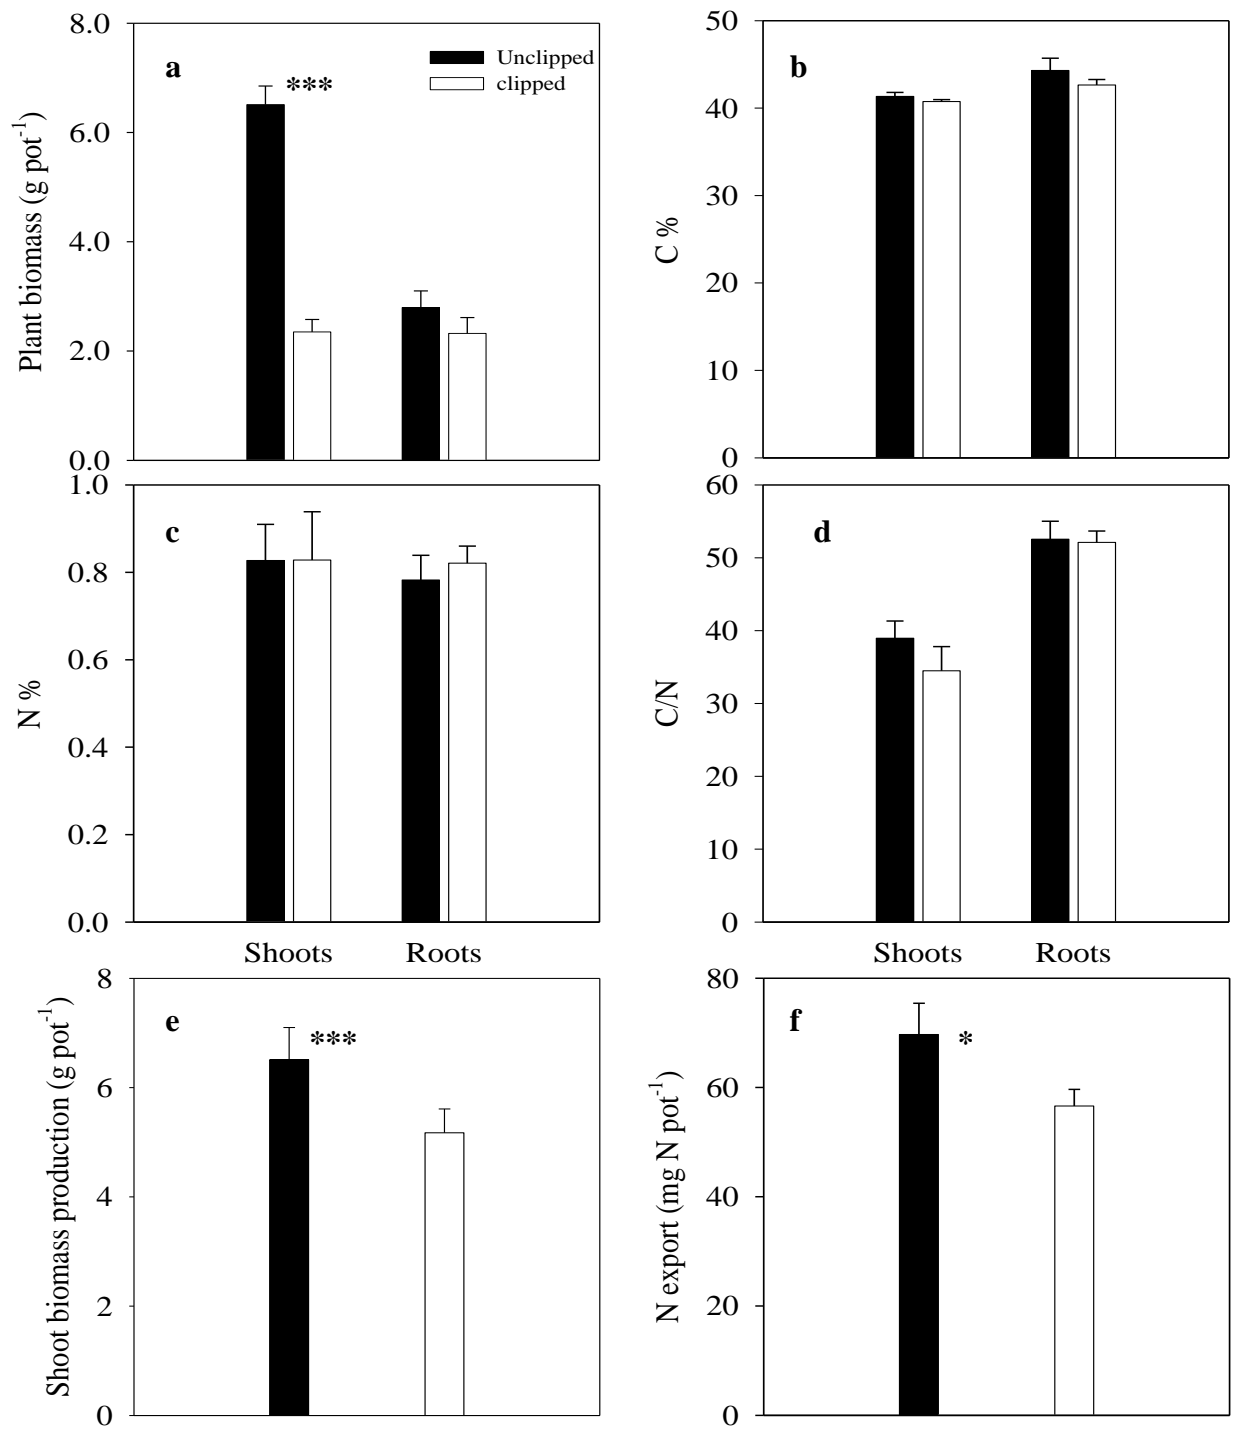 8.0
6.0
4.0
2.0
0.0
Plant biomass (g pot⁻¹)
a
***
Unclipped
clipped
50
40
30
20
10
0
C %
b
1.0
0.8
0.6
0.4
0.2
0.0
N %
c
Shoots Roots
60
50
40
30
20
10
0
C/N
d
Shoots Roots
8
6
4
2
0
Shoot biomass production (g pot⁻¹)
e
***
80
60
40
20
0
N export (mg N pot⁻¹)
f
*